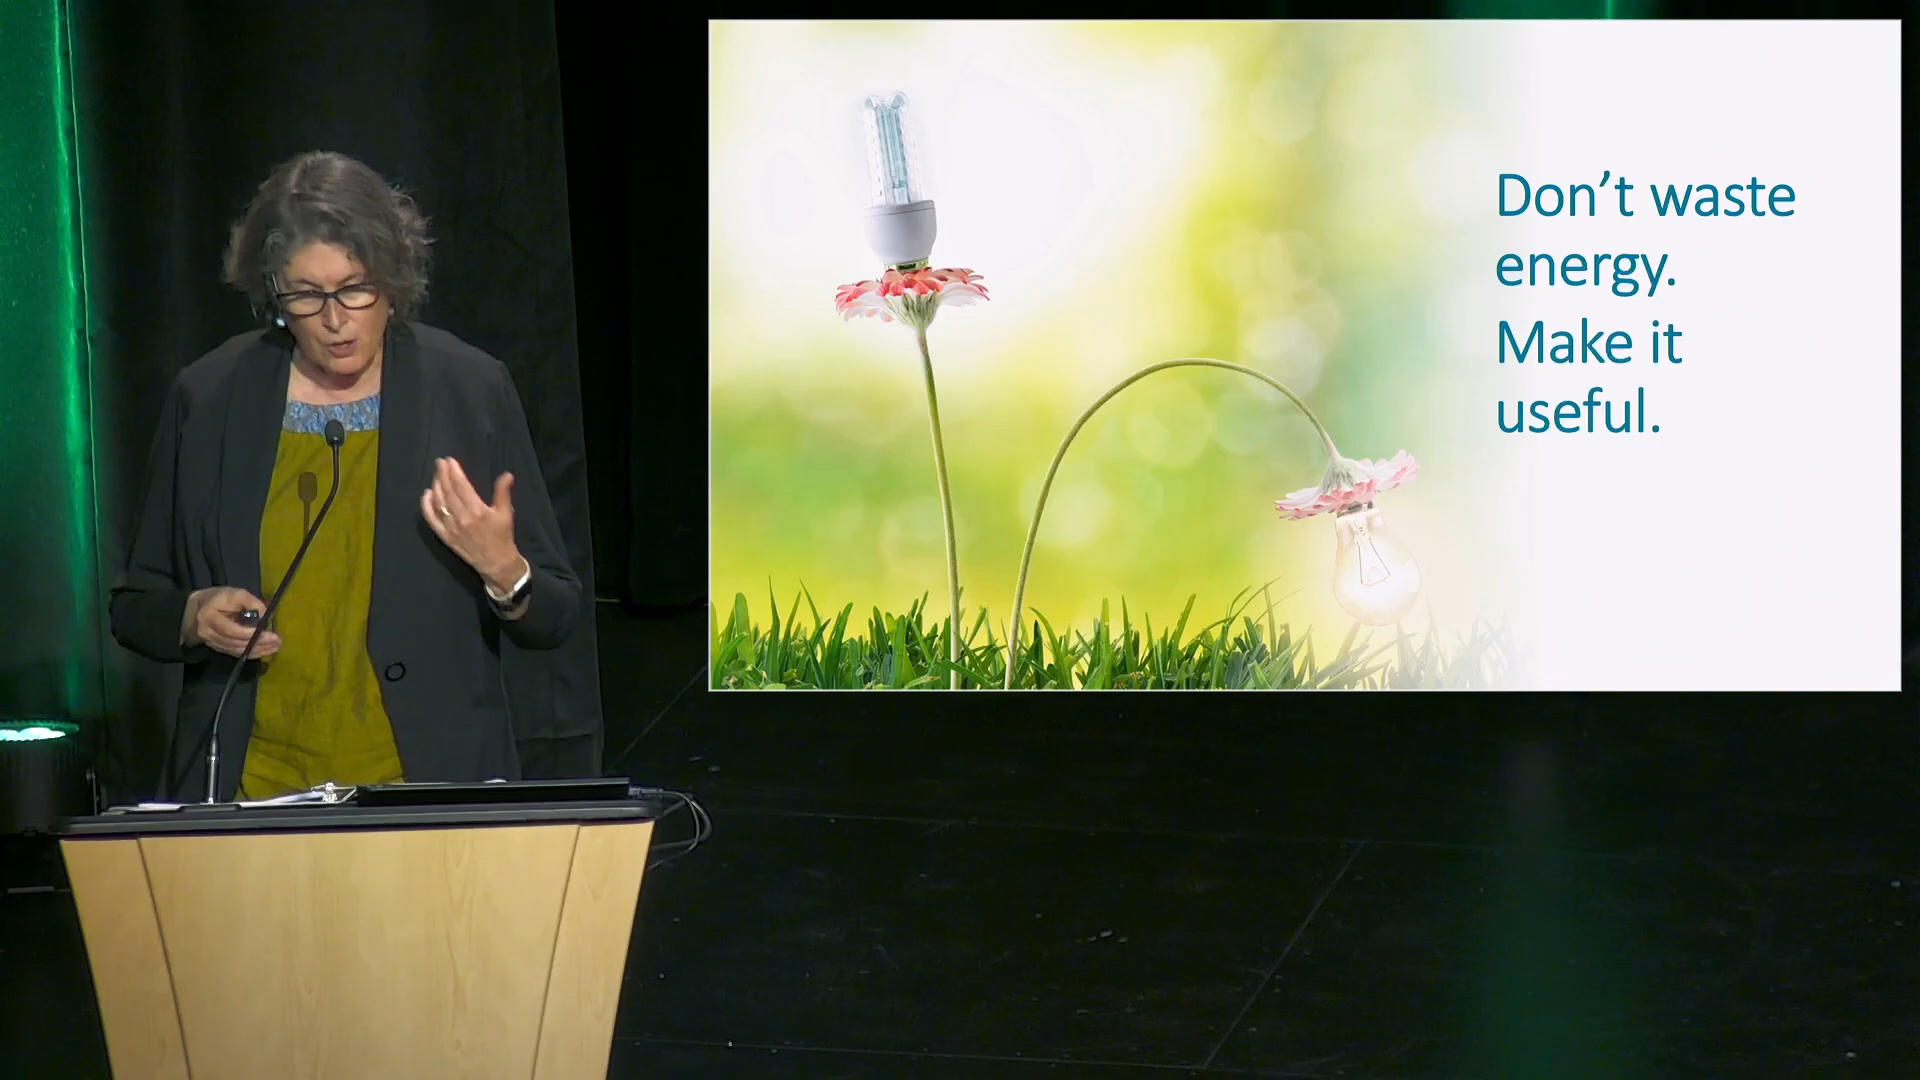 Don’t waste
energy.
Make it
useful.